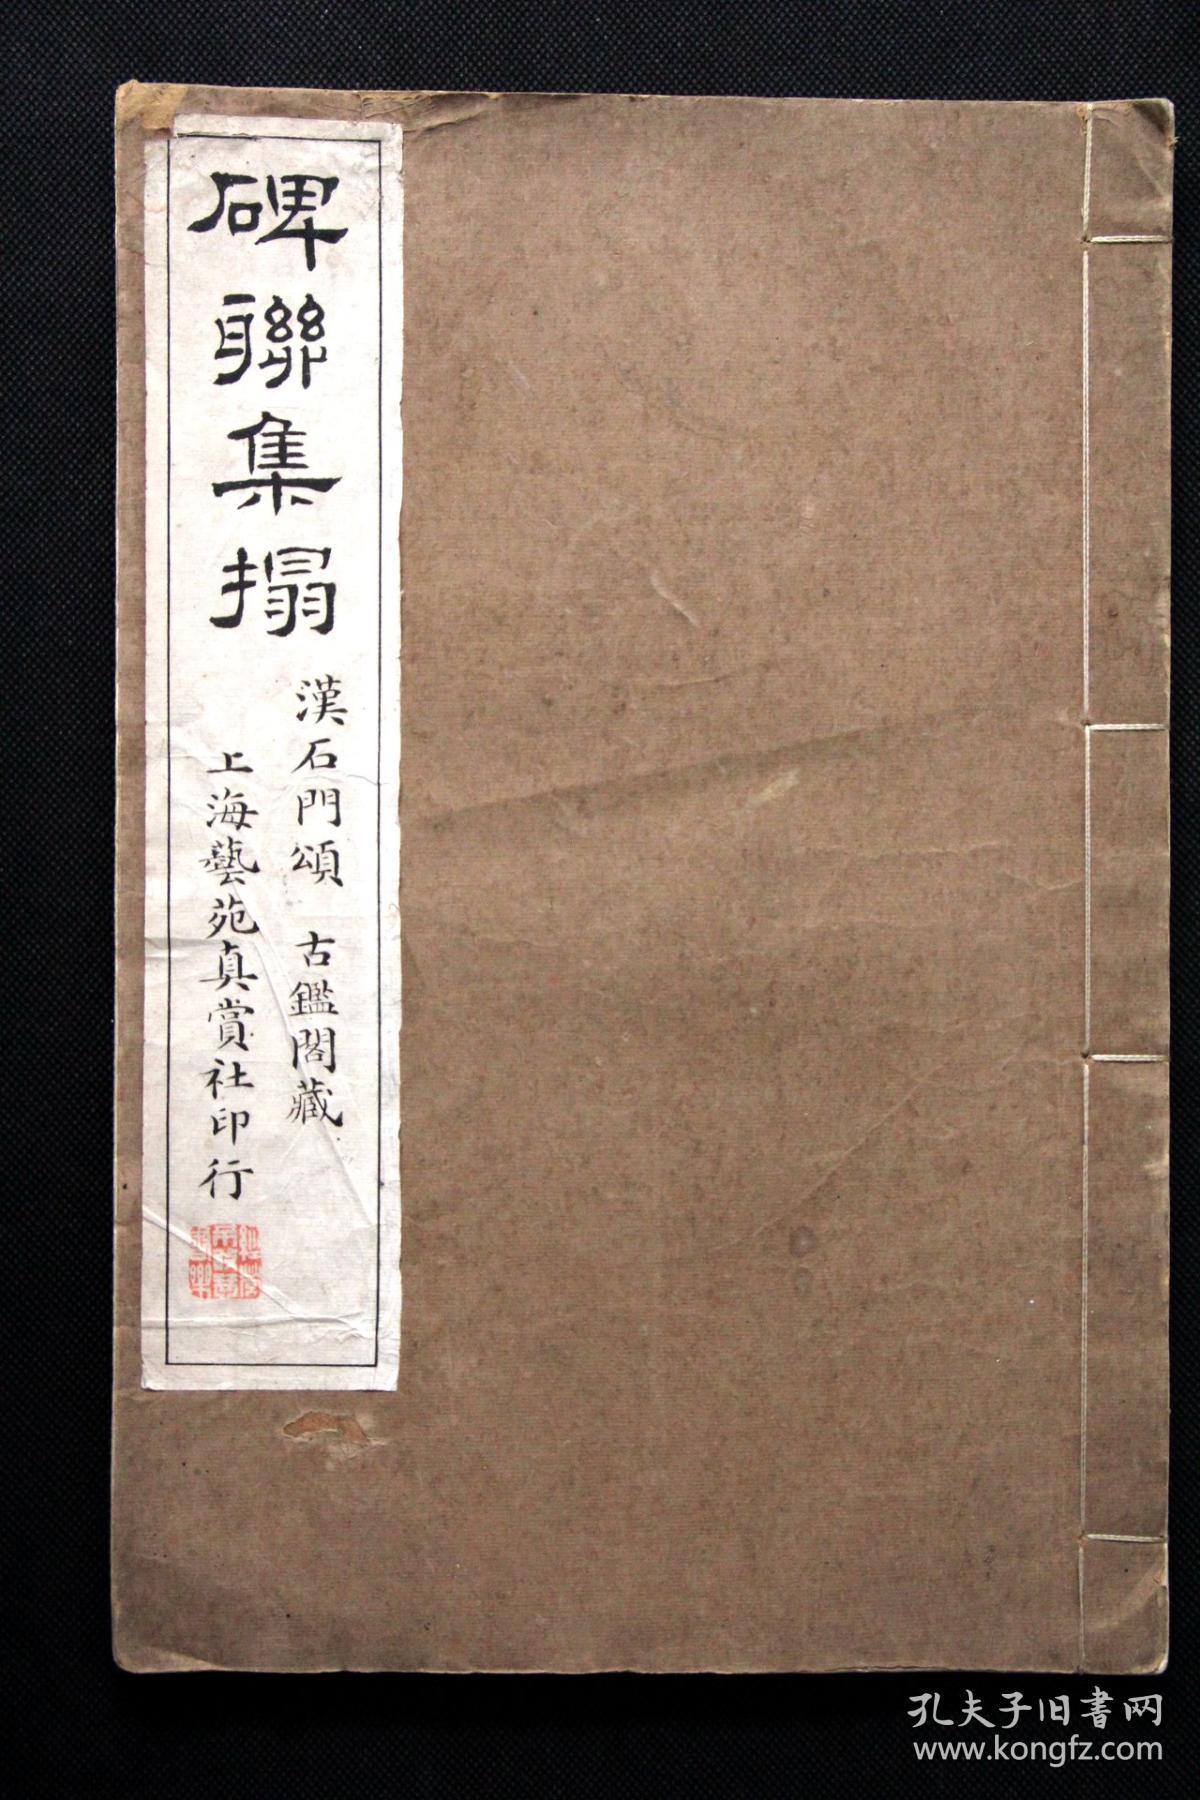 碑聯集搨
漢石門頌 古鑑閣藏
上海藝苑真賞社印行
孔夫子旧书网
www.kongfz.com